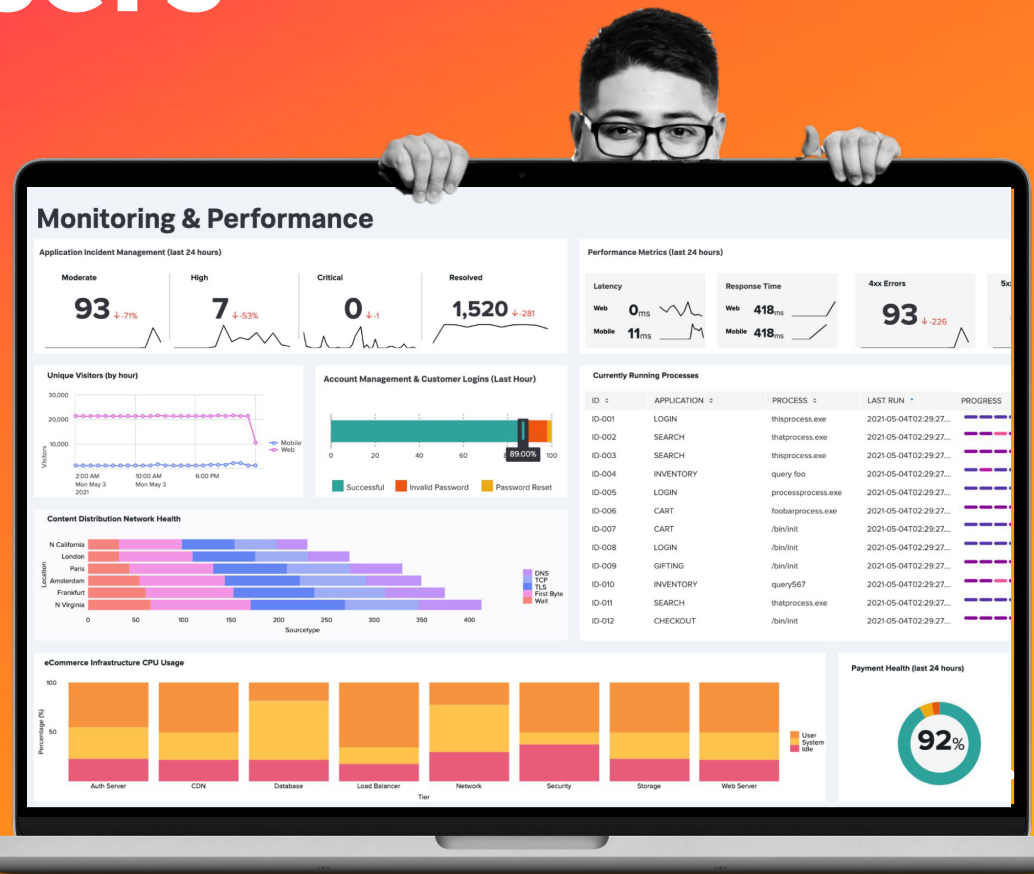 Monitoring & Performance
Application Incident Management (last 24 hours)
Moderate
93 ↓-71%
High
7 ↓-53%
Critical
0 ↓-1
Resolved
1,520 ↓-281
Performance Metrics (last 24 hours)
Latency
Web 0ms
Mobile 11ms
Response Time
Web 418ms
Mobile 418ms
4xx Errors
93 ↓-226
Unique Visitors (by hour)
30,000
20,000
10,000
Visitors
2:00 AM
Mon May 3
2021
10:00 AM
Mon May 3
6:00 PM
Mobile
Web
Account Management & Customer Logins (Last Hour)
0 20 40 60 100
89.00%
Successful Invalid Password Password Reset
Currently Running Processes
ID APPLICATION PROCESS LAST RUN PROGRESS
ID-001 LOGIN thisprocess.exe 2021-05-04T02:29:27....
ID-002 SEARCH thatprocess.exe 2021-05-04T02:29:27....
ID-003 SEARCH thisprocess.exe 2021-05-04T02:29:27....
ID-004 INVENTORY query foo 2021-05-04T02:29:27....
ID-005 LOGIN processprocess.exe 2021-05-04T02:29:27....
ID-006 CART foobarprocess.exe 2021-05-04T02:29:27....
ID-007 CART /bin/init 2021-05-04T02:29:27....
ID-008 LOGIN /bin/init 2021-05-04T02:29:27....
ID-009 GIFTING /bin/init 2021-05-04T02:29:27....
ID-010 INVENTORY query567 2021-05-04T02:29:27....
ID-011 SEARCH thatprocess.exe 2021-05-04T02:29:27....
ID-012 CHECKOUT /bin/init 2021-05-04T02:29:27....
Content Distribution Network Health
Location
N California
London
Paris
Amsterdam
Frankfurt
N Virginia
0 50 100 150 200 250 300 350 400
Sourcetype
DNS
TCP
TLS
First Byte
Wait
eCommerce Infrastructure CPU Usage
100
50
Percentage (%)
Auth Server CDN Database Load Balancer Network Security Storage Web Server
Tier
User
System
Idle
Payment Health (last 24 hours)
92%